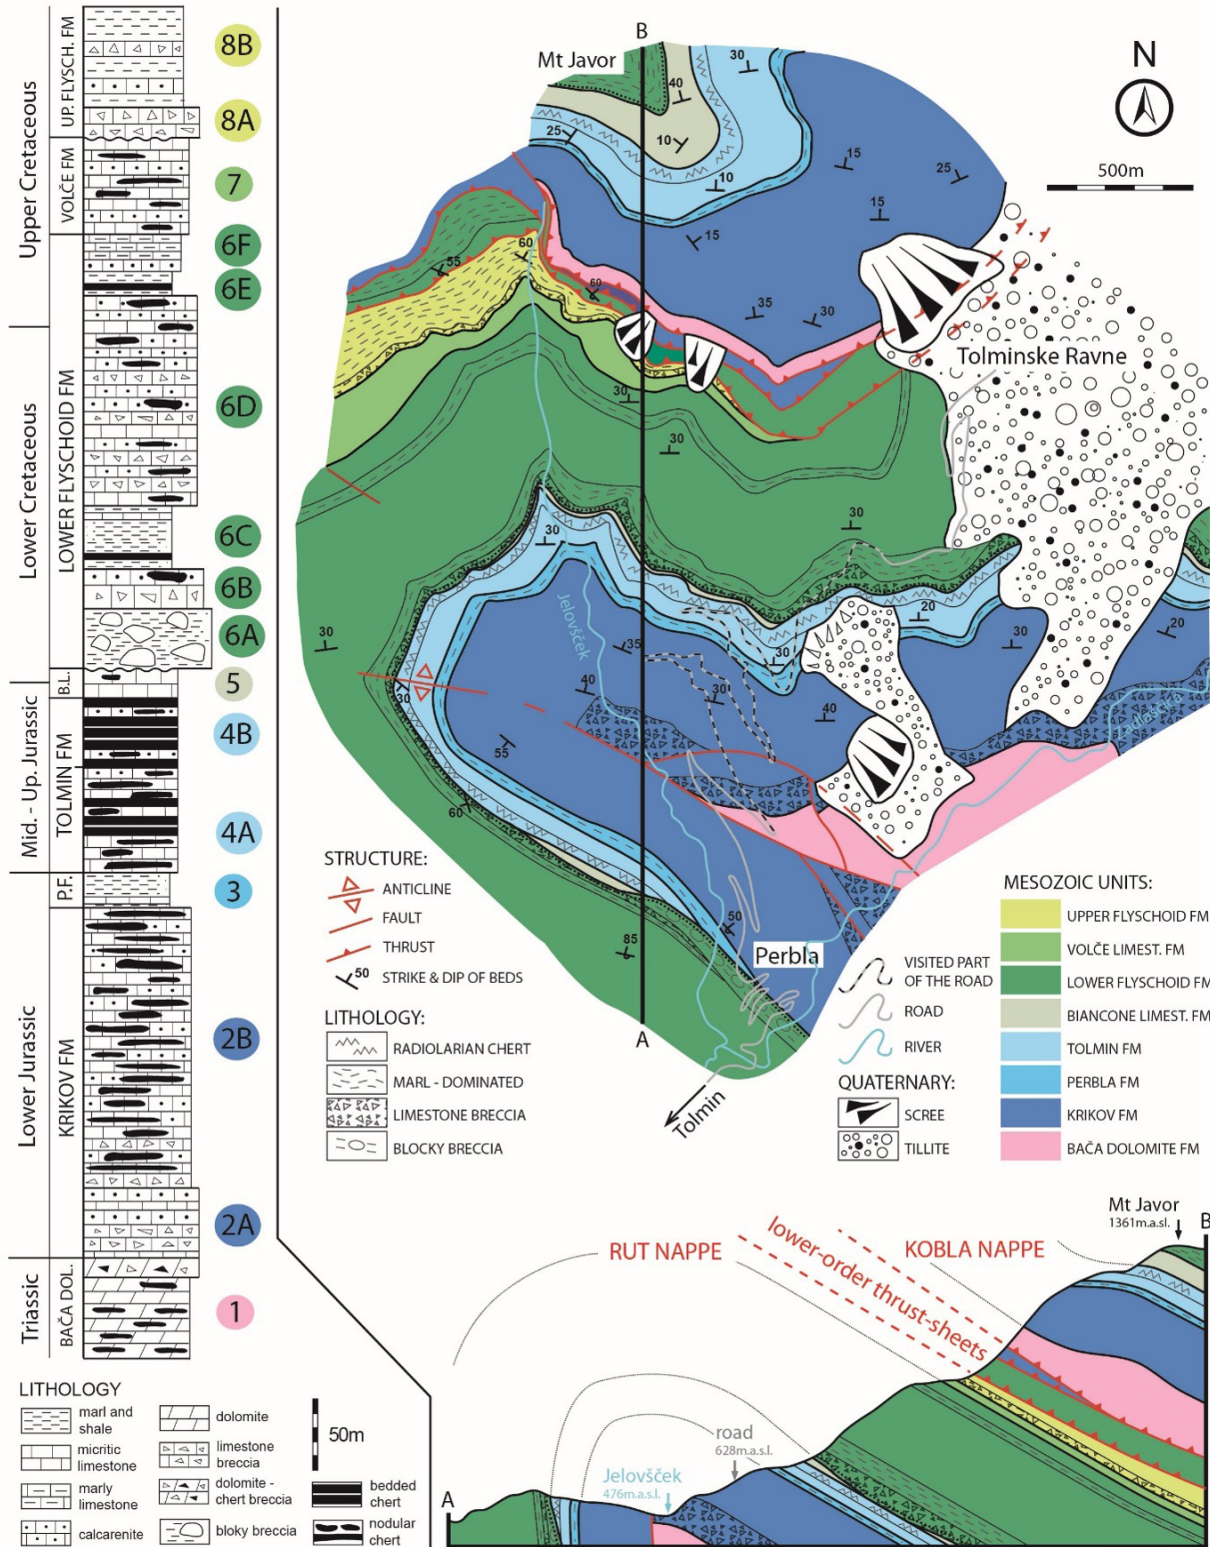 Upper Cretaceous
Lower Cretaceous
Mid. - Up. Jurassic
Lower Jurassic
Triassic
UP. FLYSCH. FM
VOLČE FM
LOWER FLYSCHOID FM
B.L.
TOLMIN FM
P.F.
KRIKOV FM
BAČA DOL.
8B
8A
7
6F
6E
6D
6C
6B
6A
5
4B
4A
3
2B
2A
1
LITHOLOGY
marl and
shale
micritic
limestone
marly
limestone
calcarenite
dolomite
limestone
breccia
dolomite -
chert breccia
bloky breccia
50m
bedded
chert
nodular
chert
B
Mt Javor
N
500m
30
40
25
10
10
15
25
15
15
60
55
60
35
30
Tolminske Ravne
30
30
30
30
30
Jelovšček
35
30
20
30
20
30
40
30
40
55
60
50
85
Perbla
A
Tolmin
STRUCTURE:
ANTICLINE
FAULT
THRUST
50
STRIKE & DIP OF BEDS
LITHOLOGY:
RADIOLARIAN CHERT
MARL - DOMINATED
LIMESTONE BRECCIA
BLOCKY BRECCIA
VISITED PART
OF THE ROAD
ROAD
RIVER
QUATERNARY:
SCREE
TILLITE
MESOZOIC UNITS:
UPPER FLYSCHOID FM
VOLČE LIMEST. FM
LOWER FLYSCHOID FM
BIANCONE LIMEST. FM
TOLMIN FM
PERBLA FM
KRIKOV FM
BAČA DOLOMITE FM
Mt Javor
1361m.a.sl.
B
RUT NAPPE
lower-order thrust-sheets
KOBLA NAPPE
road
628m.a.s.l.
Jelovšček
476m.a.s.l.
A